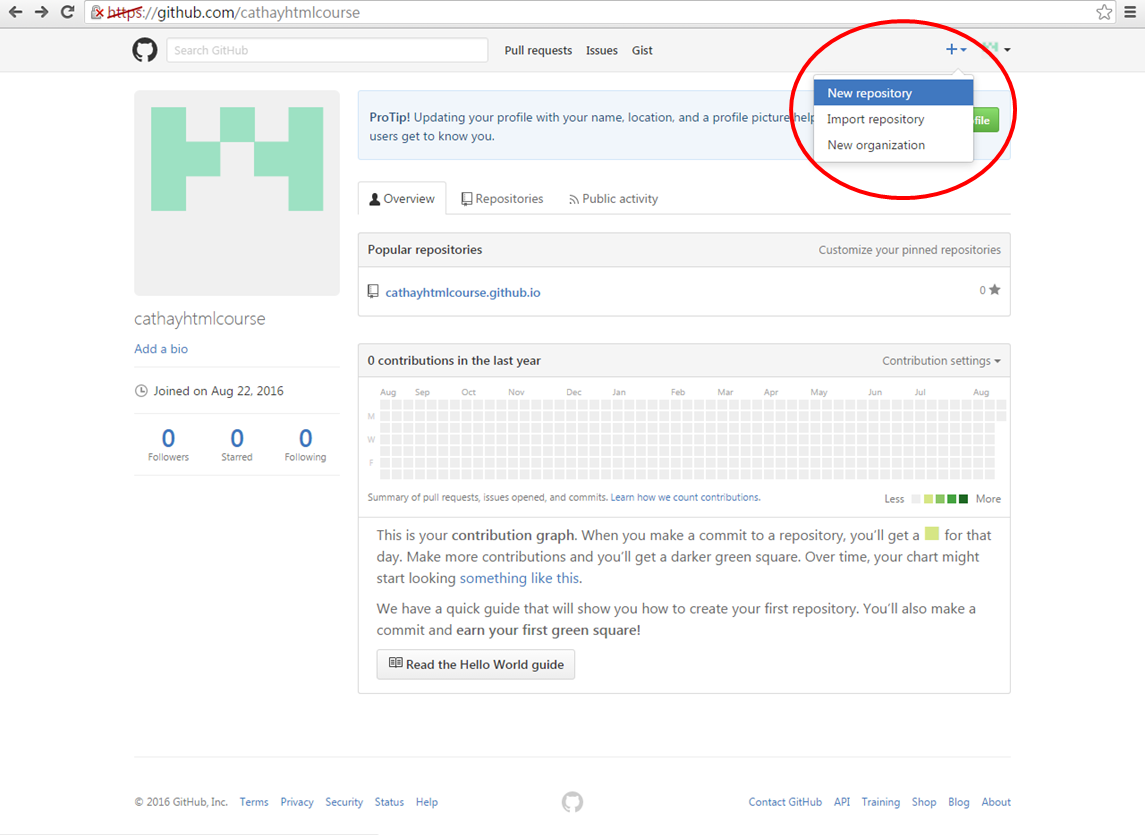 https://github.com/cathayhtmlcourse
Search GitHub
Pull requests Issues Gist
New repository
Import repository
New organization
ProTip! Updating your profile with your name, location, and a profile picture help
users get to know you.
Overview Repositories Public activity
Popular repositories Customize your pinned repositories
cathayhtmlcourse.github.io 0
cathayhtmlcourse
Add a bio
Joined on Aug 22, 2016
0 0 0
Followers Starred Following
0 contributions in the last year Contribution settings
Aug Sep Oct Nov Dec Jan Feb Mar Apr May Jun Jul Aug
M
W
F
Summary of pull requests, issues opened, and commits. Learn how we count contributions. Less More
This is your contribution graph. When you make a commit to a repository, you'll get a for that
day. Make more contributions and you'll get a darker green square. Over time, your chart might
start looking something like this.
We have a quick guide that will show you how to create your first repository. You'll also make a
commit and earn your first green square!
Read the Hello World guide
© 2016 GitHub, Inc. Terms Privacy Security Status Help Contact GitHub API Training Shop Blog About